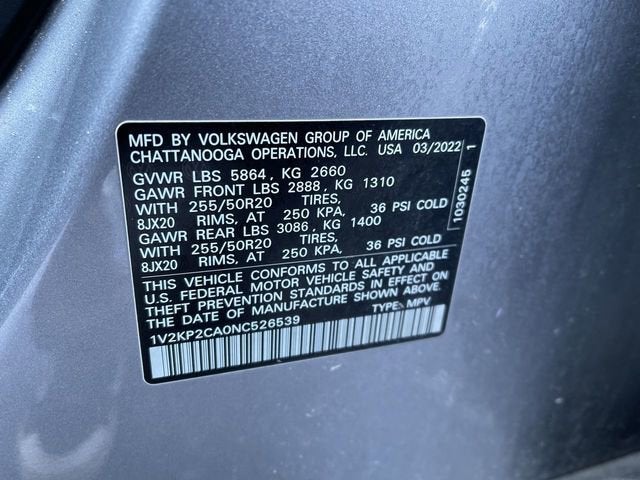 MFD BY VOLKSWAGEN GROUP OF AMERICA
CHATTANOOGA OPERATIONS, LLC. USA 03/2022
GVWR LBS 5864 , KG 2660
GAWR FRONT LBS 2888 , KG 1310
WITH 255/50R20 TIRES,
8JX20 RIMS, AT 250 KPA, 36 PSI COLD
GAWR REAR LBS 3086 , KG 1400
WITH 255/50R20 TIRES,
8JX20 RIMS, AT 250 KPA, 36 PSI COLD
THIS VEHICLE CONFORMS TO ALL APPLICABLE
U.S. FEDERAL MOTOR VEHICLE SAFETY AND
THEFT PREVENTION STANDARDS IN EFFECT ON
THE DATE OF MANUFACTURE SHOWN ABOVE.
1V2KP2CA0NC526539 TYPE: MPV
1030245 1